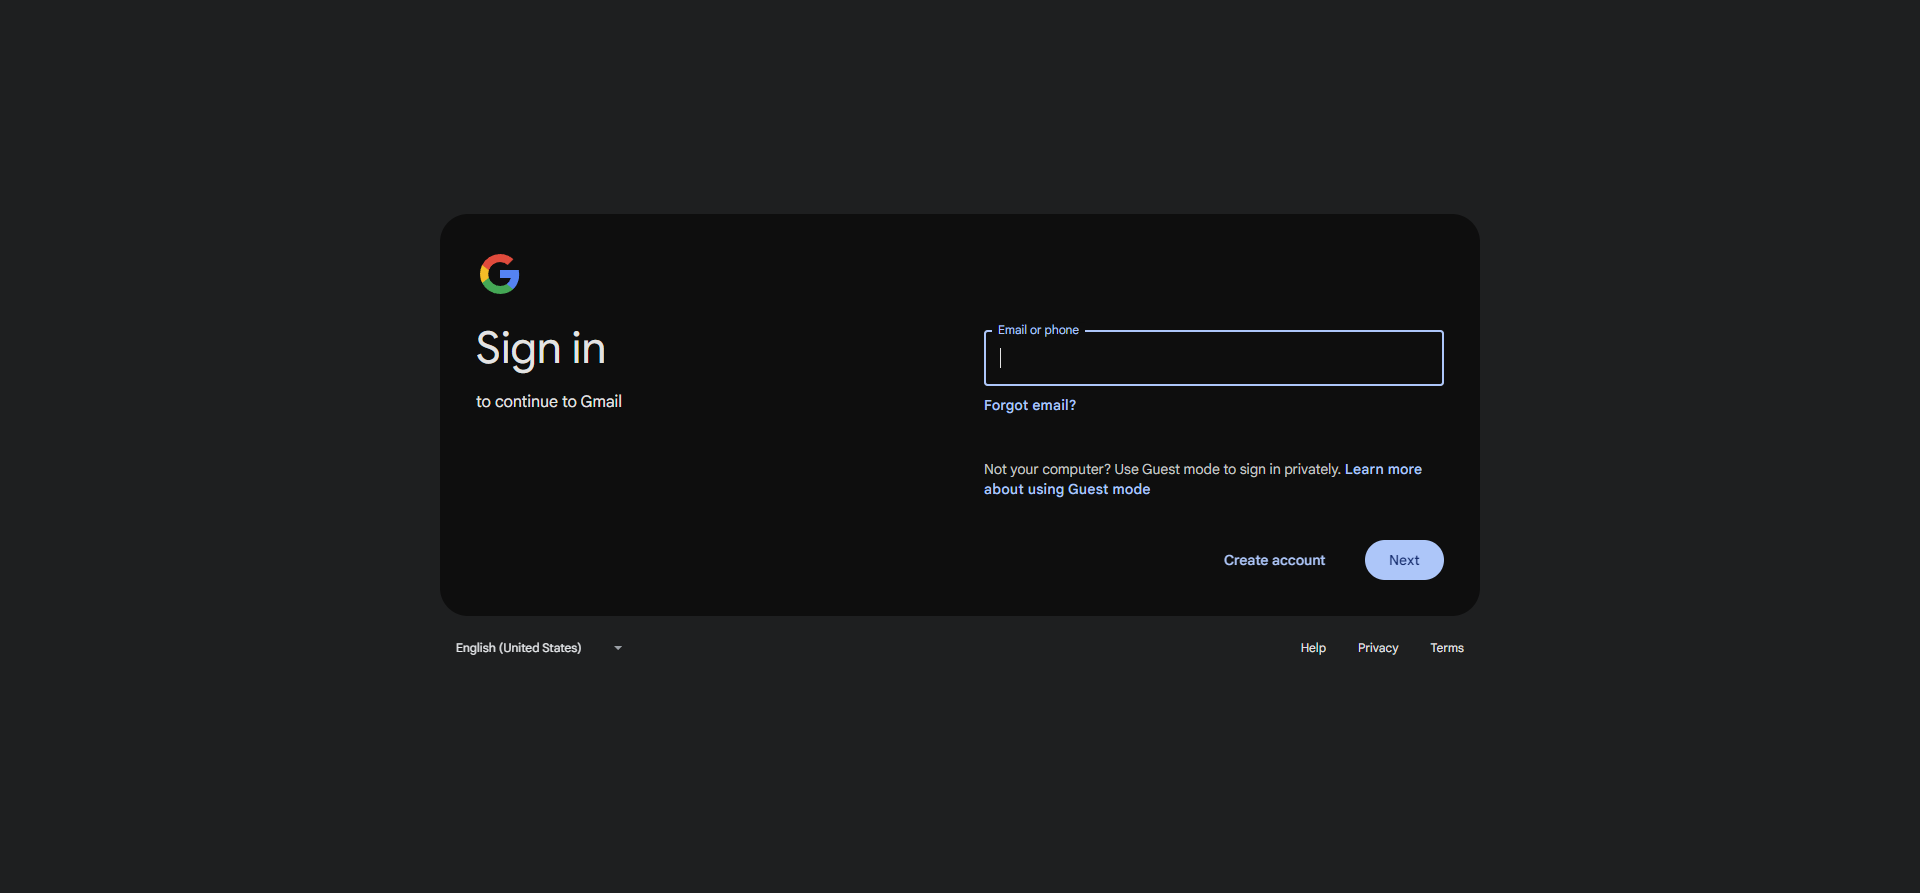 Sign in
to continue to Gmail
Email or phone
Forgot email?
Not your computer? Use Guest mode to sign in privately. Learn more
about using Guest mode
Create account
Next
English (United States)
Help
Privacy
Terms